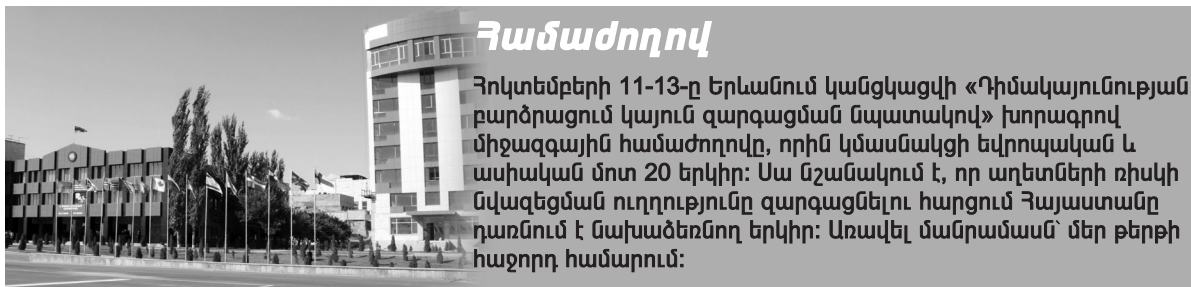 Համաժողով
Հոկտեմբերի 11-13-ը Երևանում կանցկացվի «Դիմակայունության
բարձրացում կայուն զարգացման նպատակով» խորագրով
միջազգային համաժողովը, որին կմասնակցի եվրոպական և
ասիական մոտ 20 երկիր: Սա նշանակում է, որ աղետների ռիսկի
նվազեցման ուղղությունը զարգացնելու հարցում Հայաստանը
դառնում է նախաձեռնող երկիր: Առավել մանրամասն՝ մեր թերթի
հաջորդ համարում: